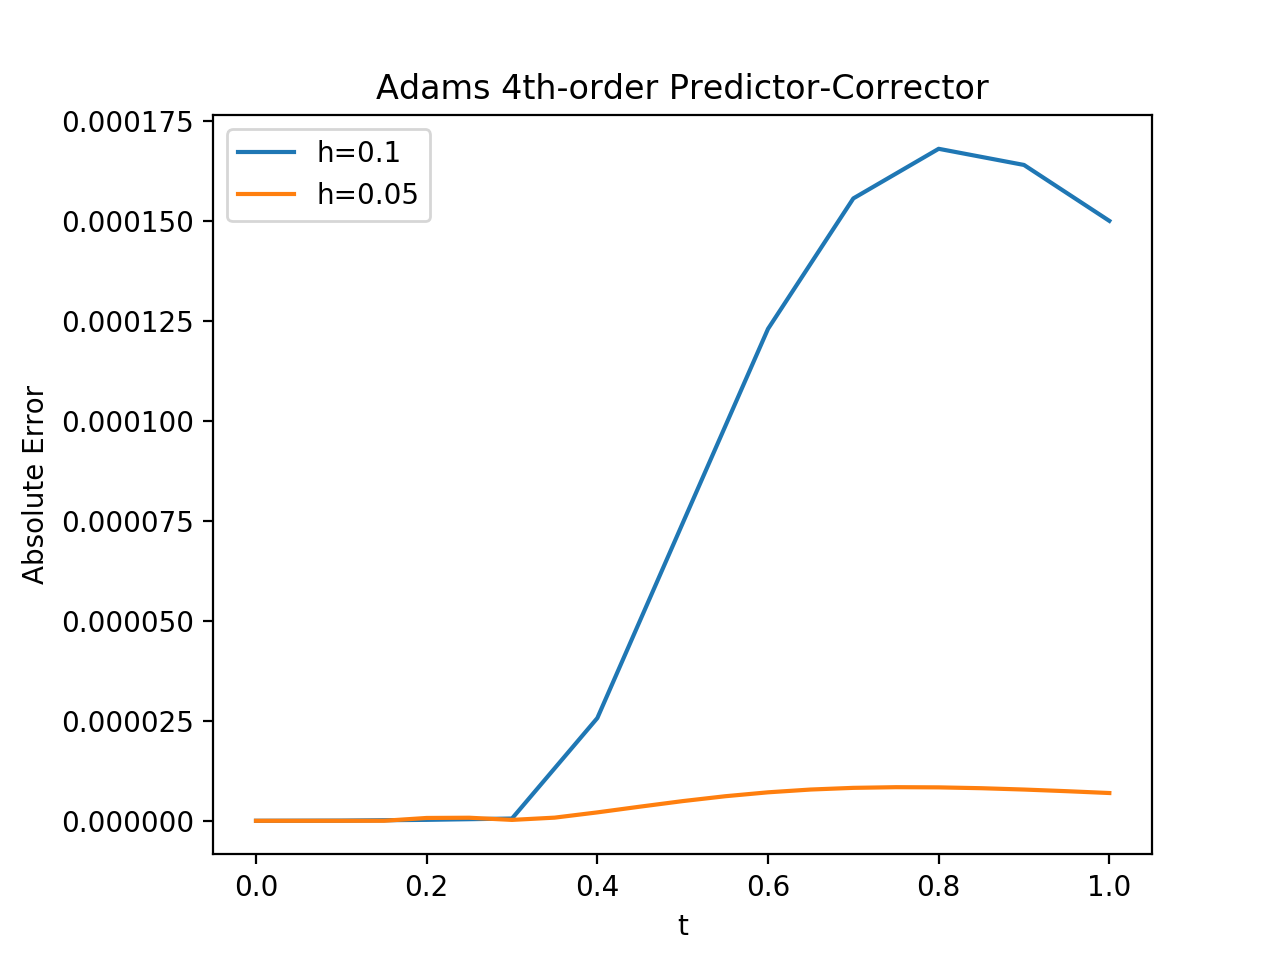 Adams 4th-order Predictor-Corrector
h=0.1
h=0.05
0.000175
0.000150
0.000125
0.000100
0.000075
0.000050
0.000025
0.000000
Absolute Error
0.0 0.2 0.4 0.6 0.8 1.0
t